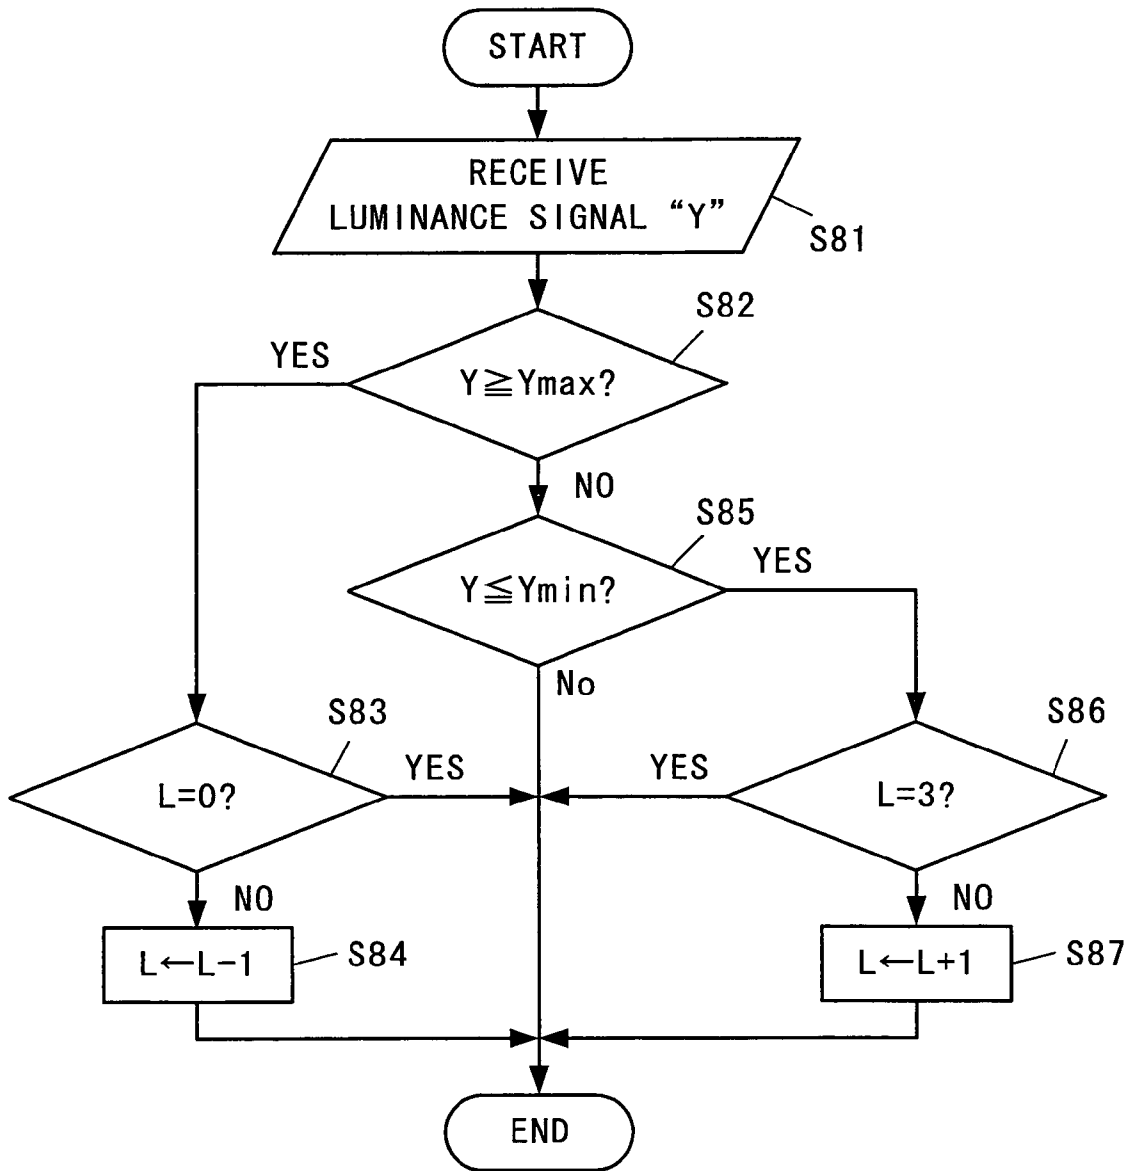 START
RECEIVE
LUMINANCE SIGNAL “Y”
S81
S82
YES
Y≧Ymax?
NO
S85
YES
Y≦Ymin?
No
S83
S86
YES
YES
L=0?
L=3?
NO
NO
L←L-1
S84
L←L+1
S87
END